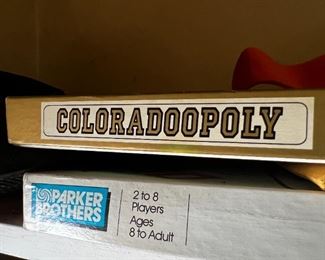 COLORADOOPOLY
PARKER
BROTHERS
2 to 8
Players
Ages
8 to Adult